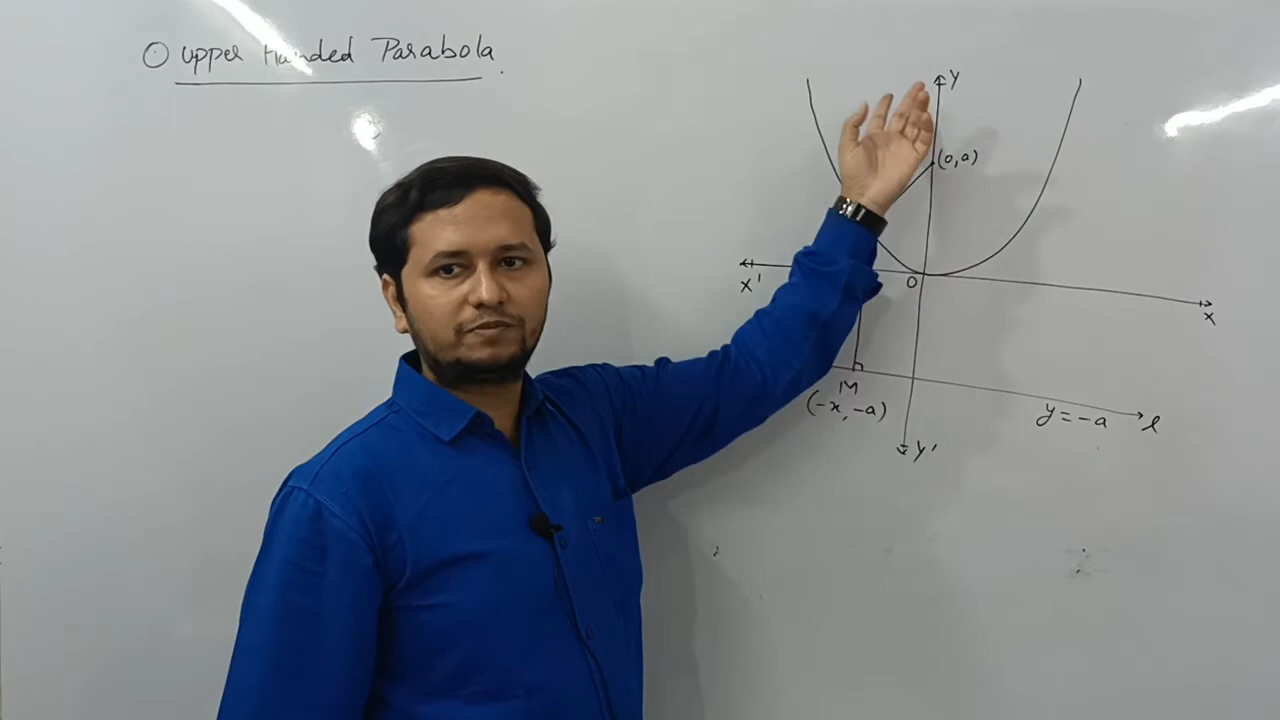 Upper Handed Parabola.
Y
(0,a)
X'
O
X
M
(-x, -a)
y=-a
l
Y'